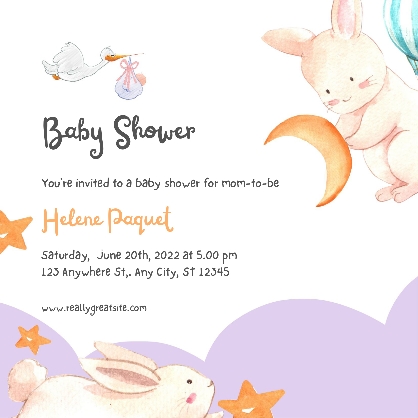 Baby Shower
You're invited to a baby shower for mom-to-be
Helene Paquet
Saturday, June 20th, 2022 at 5.00 pm
123 Anywhere St,. Any City, ST 12345
www.reallygreatsite.com